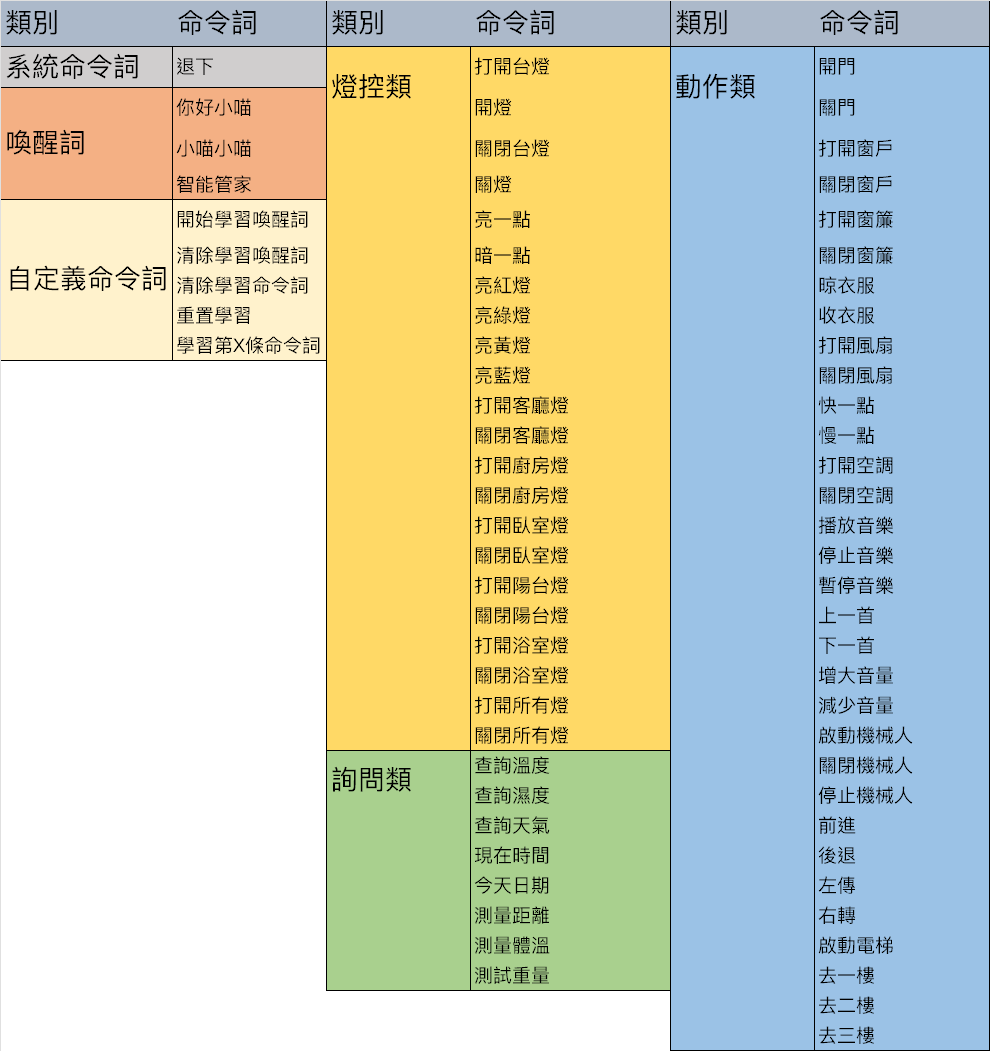 類別 命令詞
系統命令詞 退下
喚醒詞 你好小喵
小喵小喵
智能管家
自定義命令詞 開始學習喚醒詞
清除學習喚醒詞
清除學習命令詞
重置學習
學習第X條命令詞
類別 命令詞
燈控類 打開台燈
開燈
關閉台燈
關燈
亮一點
暗一點
亮紅燈
亮綠燈
亮黃燈
亮藍燈
打開客廳燈
關閉客廳燈
打開廚房燈
關閉廚房燈
打開臥室燈
關閉臥室燈
打開陽台燈
關閉陽台燈
打開浴室燈
關閉浴室燈
打開所有燈
關閉所有燈
詢問類 查詢溫度
查詢濕度
查詢天氣
現在時間
今天日期
測量距離
測量體溫
測試重量
類別 命令詞
動作類 開門
關門
打開窗戶
關閉窗戶
打開窗簾
關閉窗簾
晾衣服
收衣服
打開風扇
關閉風扇
快一點
慢一點
打開空調
關閉空調
播放音樂
停止音樂
暫停音樂
上一首
下一首
增大音量
減少音量
啟動機械人
關閉機械人
停止機械人
前進
後退
左傳
右轉
啟動電梯
去一樓
去二樓
去三樓